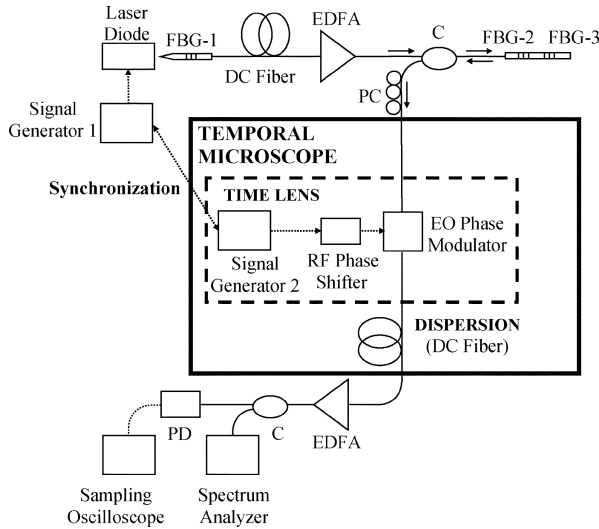 Laser
Diode
FBG-1
DC Fiber
EDFA
C
FBG-2
FBG-3
PC
Signal
Generator 1
Synchronization
TEMPORAL
MICROSCOPE
TIME LENS
Signal
Generator 2
RF Phase
Shifter
EO Phase
Modulator
DISPERSION
(DC Fiber)
PD
C
EDFA
Sampling
Oscilloscope
Spectrum
Analyzer